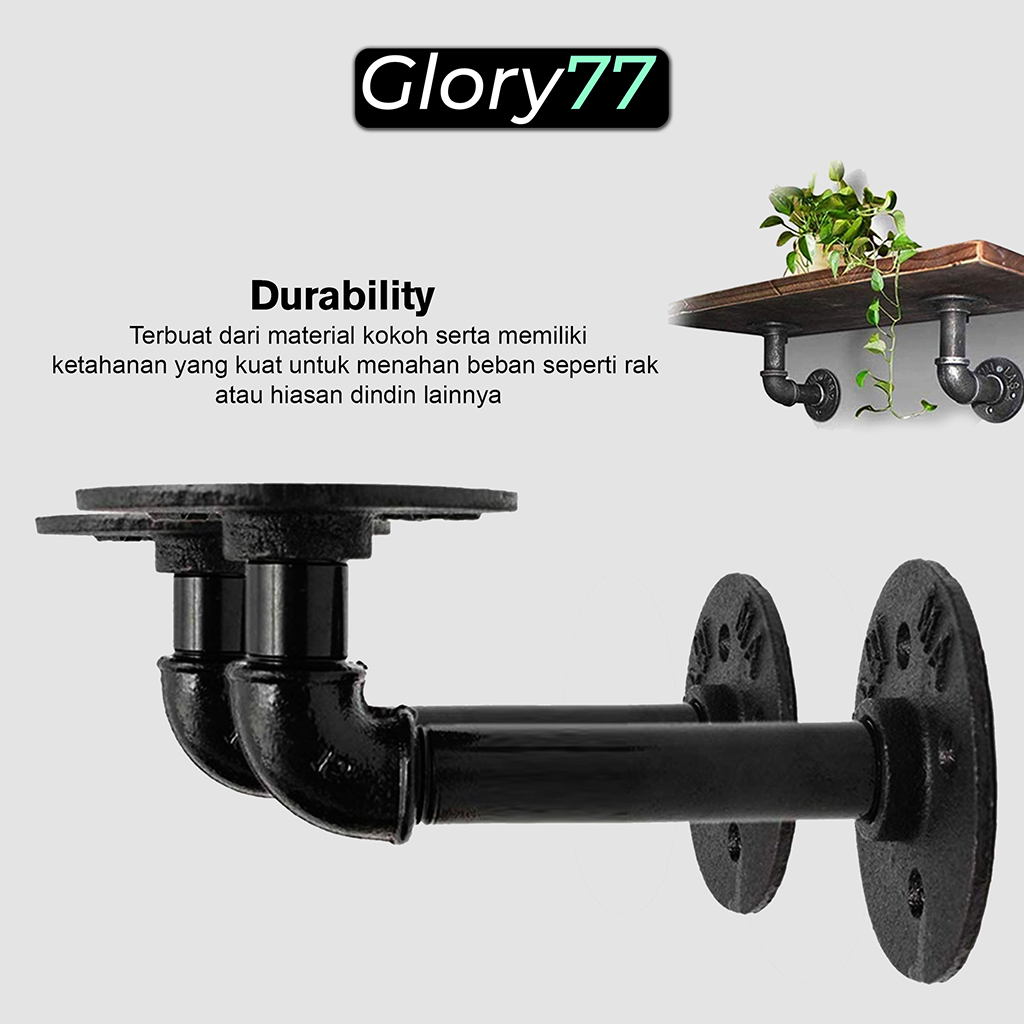 Glory77
Durability
Terbuat dari material kokoh serta memiliki
ketahanan yang kuat untuk menahan beban seperti rak
atau hiasan dindin lainnya